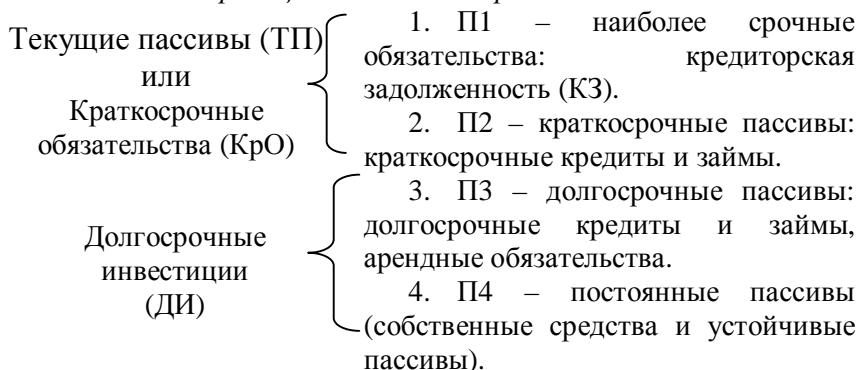 Текущие пассивы (ТП)
или
Краткосрочные
обязательства (КрО)
1. П1 – наиболее срочные
обязательства: кредиторская
задолженность (КЗ).
2. П2 – краткосрочные пассивы:
краткосрочные кредиты и займы.
Долгосрочные
инвестиции
(ДИ)
3. П3 – долгосрочные пассивы:
долгосрочные кредиты и займы,
арендные обязательства.
4. П4 – постоянные пассивы
(собственные средства и устойчивые
пассивы).